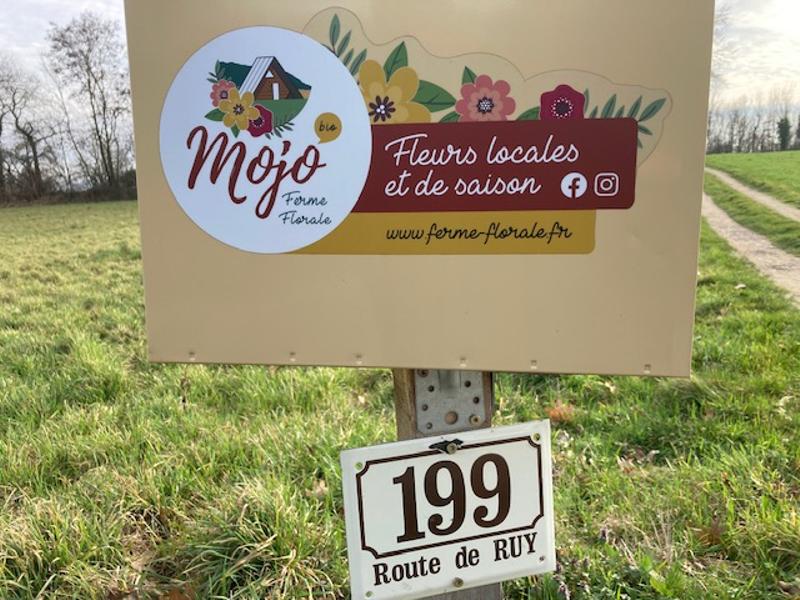 bio
Mojo
Ferme
Florale
Fleurs locales
et de saison
www.ferme-florale.fr
199
Route de RUY